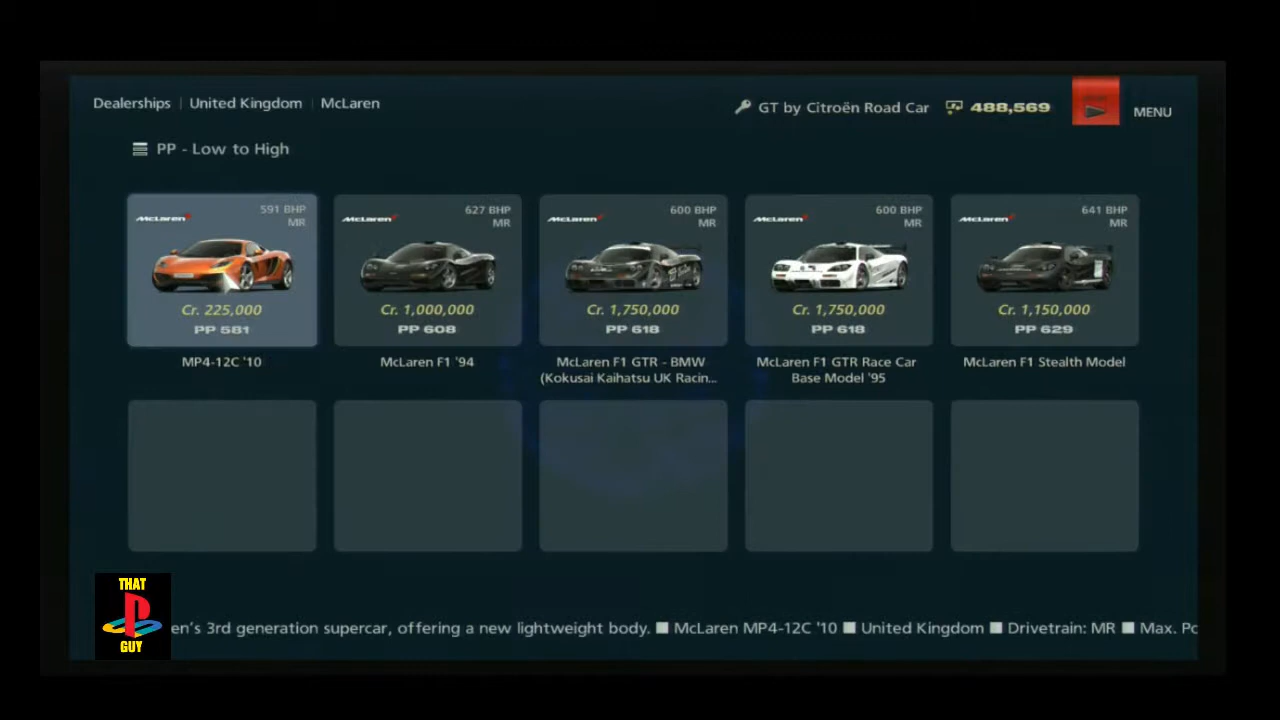 Dealerships | United Kingdom | McLaren
GT by Citroën Road Car 488,569
MENU
PP - Low to High
McLaren 591 BHP
MR
Cr. 225,000
PP 581
MP4-12C '10
McLaren 627 BHP
MR
Cr. 1,000,000
PP 608
McLaren F1 '94
McLaren 600 BHP
MR
Cr. 1,750,000
PP 618
McLaren F1 GTR - BMW
(Kokusai Kaihatsu UK Racin...
McLaren 600 BHP
MR
Cr. 1,750,000
PP 618
McLaren F1 GTR Race Car
Base Model '95
McLaren 641 BHP
MR
Cr. 1,150,000
PP 629
McLaren F1 Stealth Model
THAT
GUY
en's 3rd generation supercar, offering a new lightweight body. ■ McLaren MP4-12C '10 ■ United Kingdom ■ Drivetrain: MR ■ Max. Po